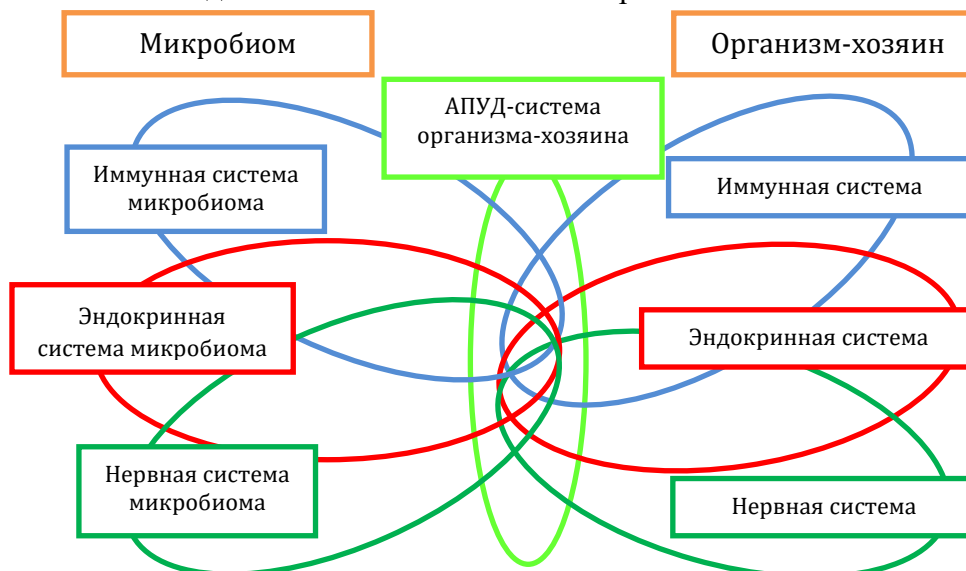 Микробиом
Организм-хозяин
АПУД-система
организма-хозяина
Иммунная система
микробиома
Иммунная система
Эндокринная
система микробиома
Эндокринная система
Нервная система
микробиома
Нервная система